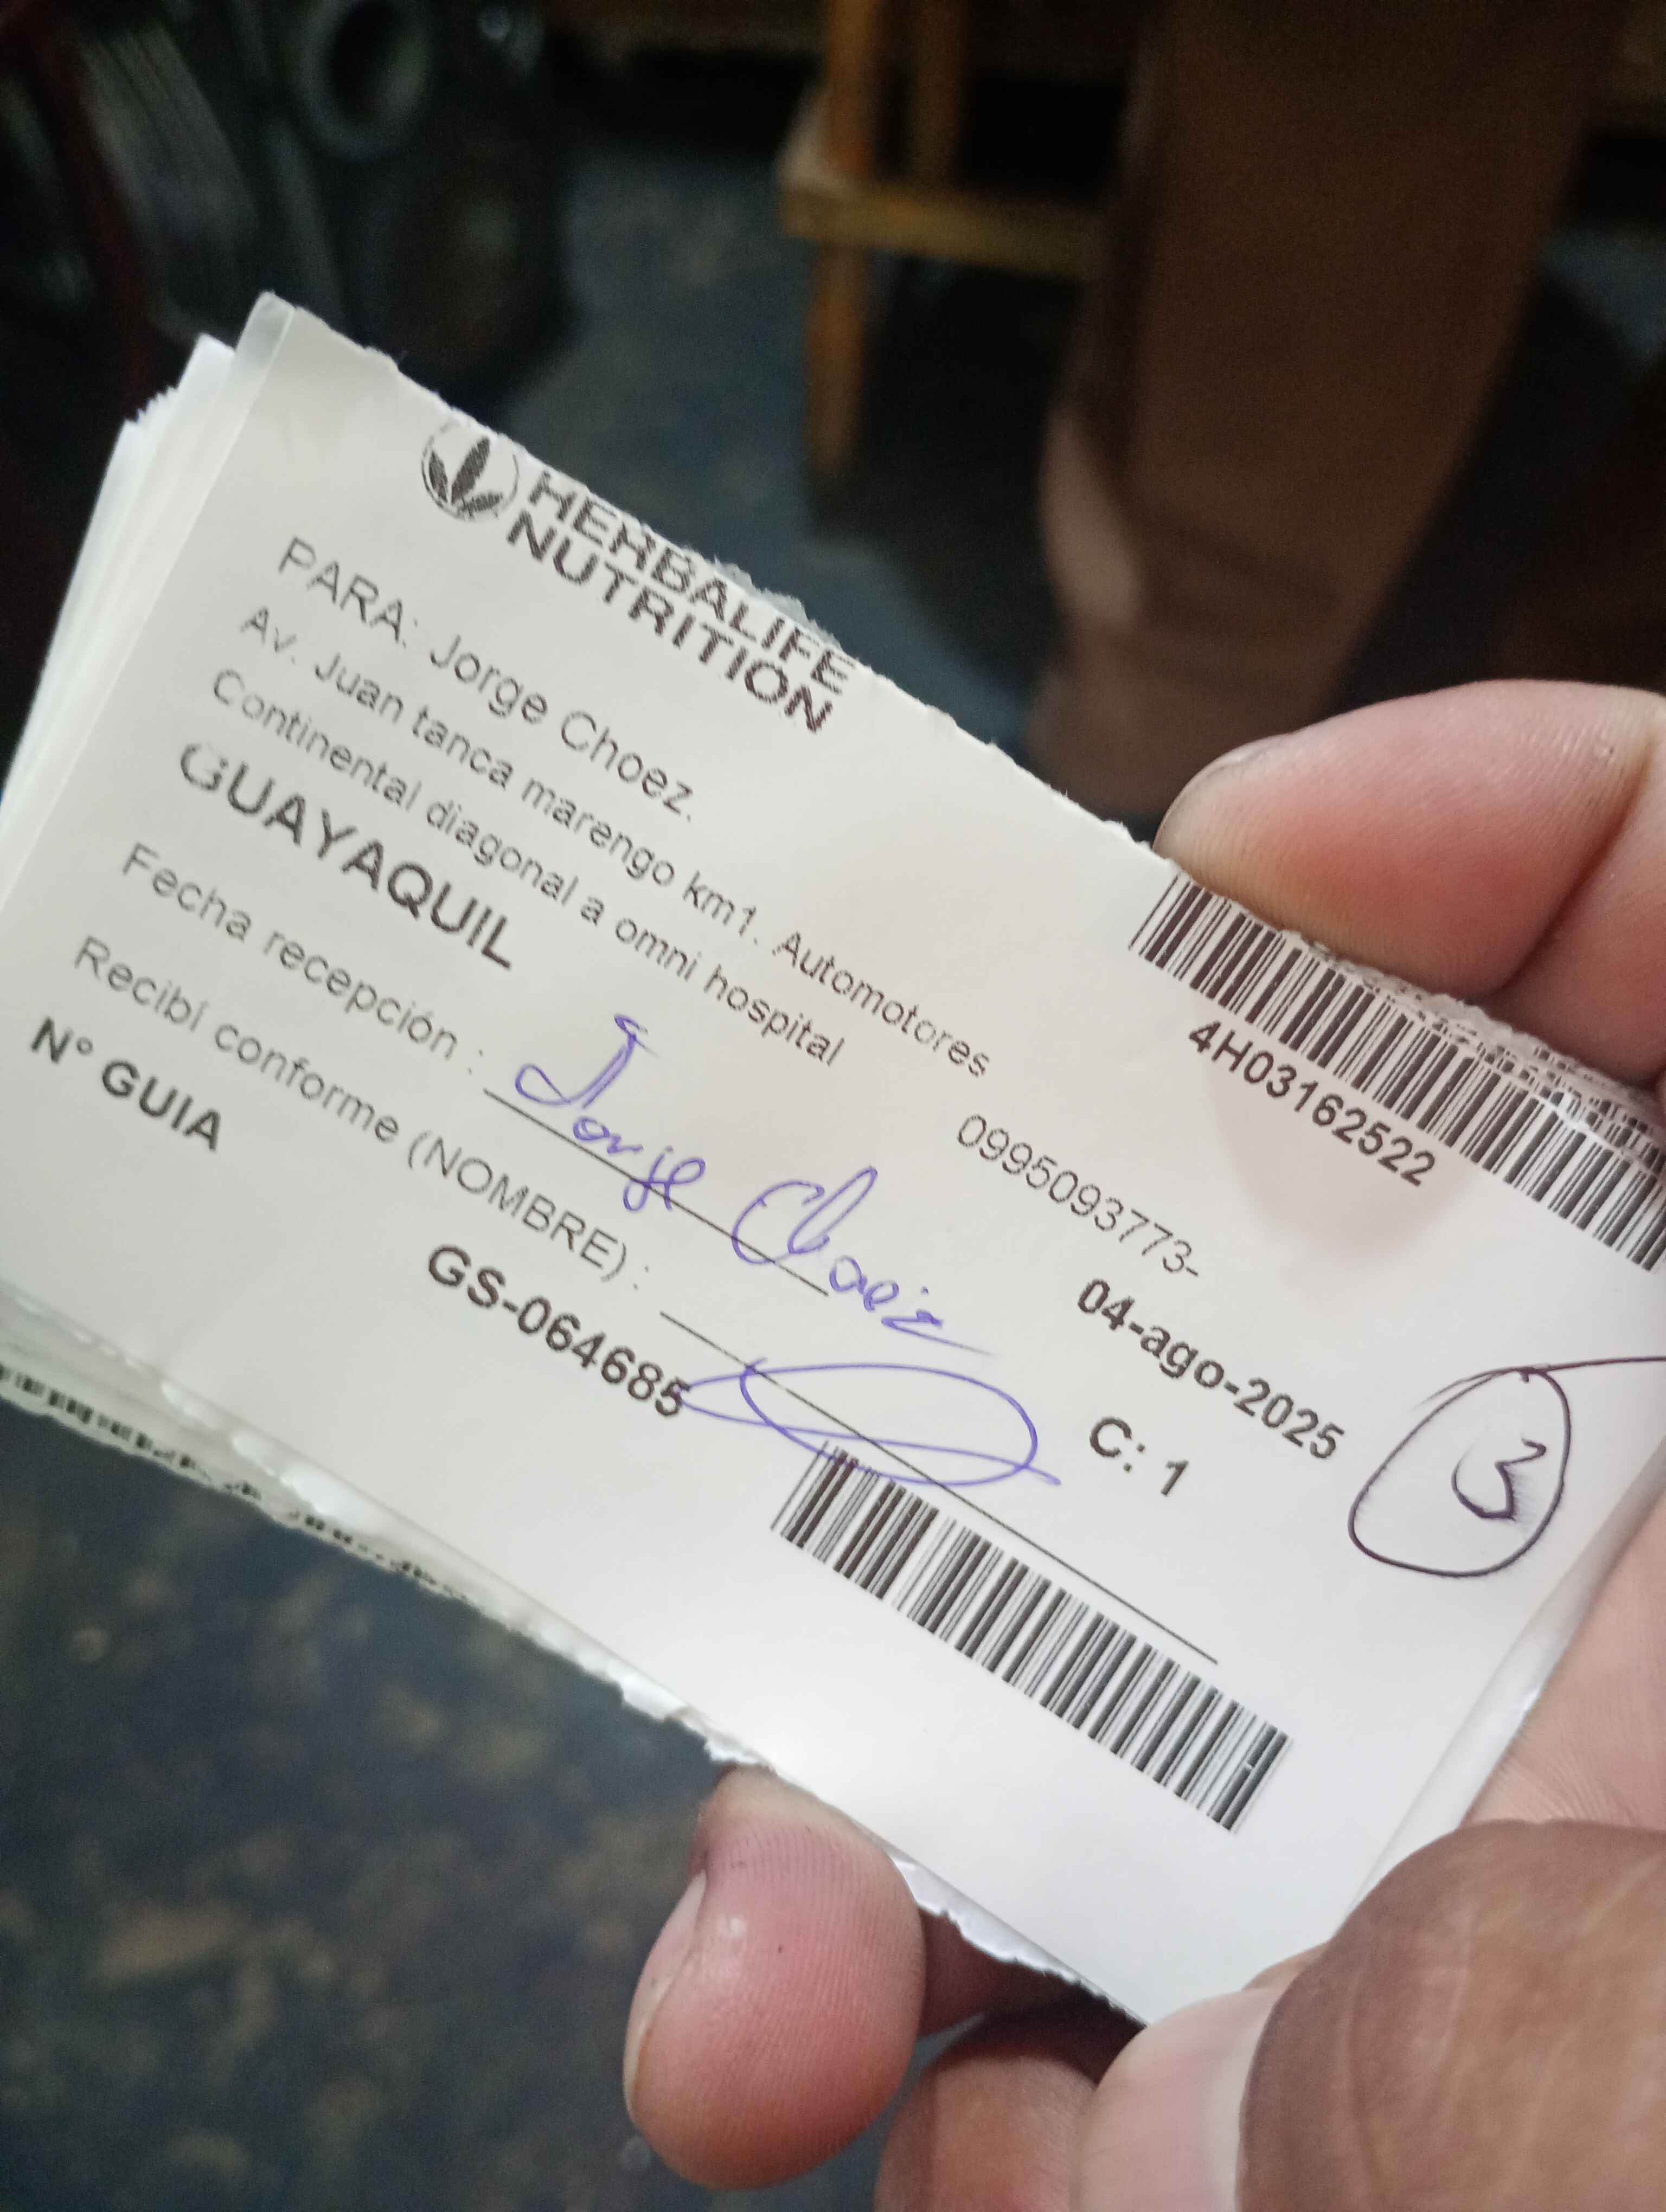 HERBALIFE
NUTRITION
4H03162522
PARA: Jorge Choez.
Av. Juan tanca marengo km1. Automotores
Continental diagonal a omni hospital
0995093773-
GUAYAQUIL
04-ago-2025
Fecha recepción :
Jorge Choez
Recibí conforme (NOMBRE) :
C: 1
3
N° GUIA
GS-064685